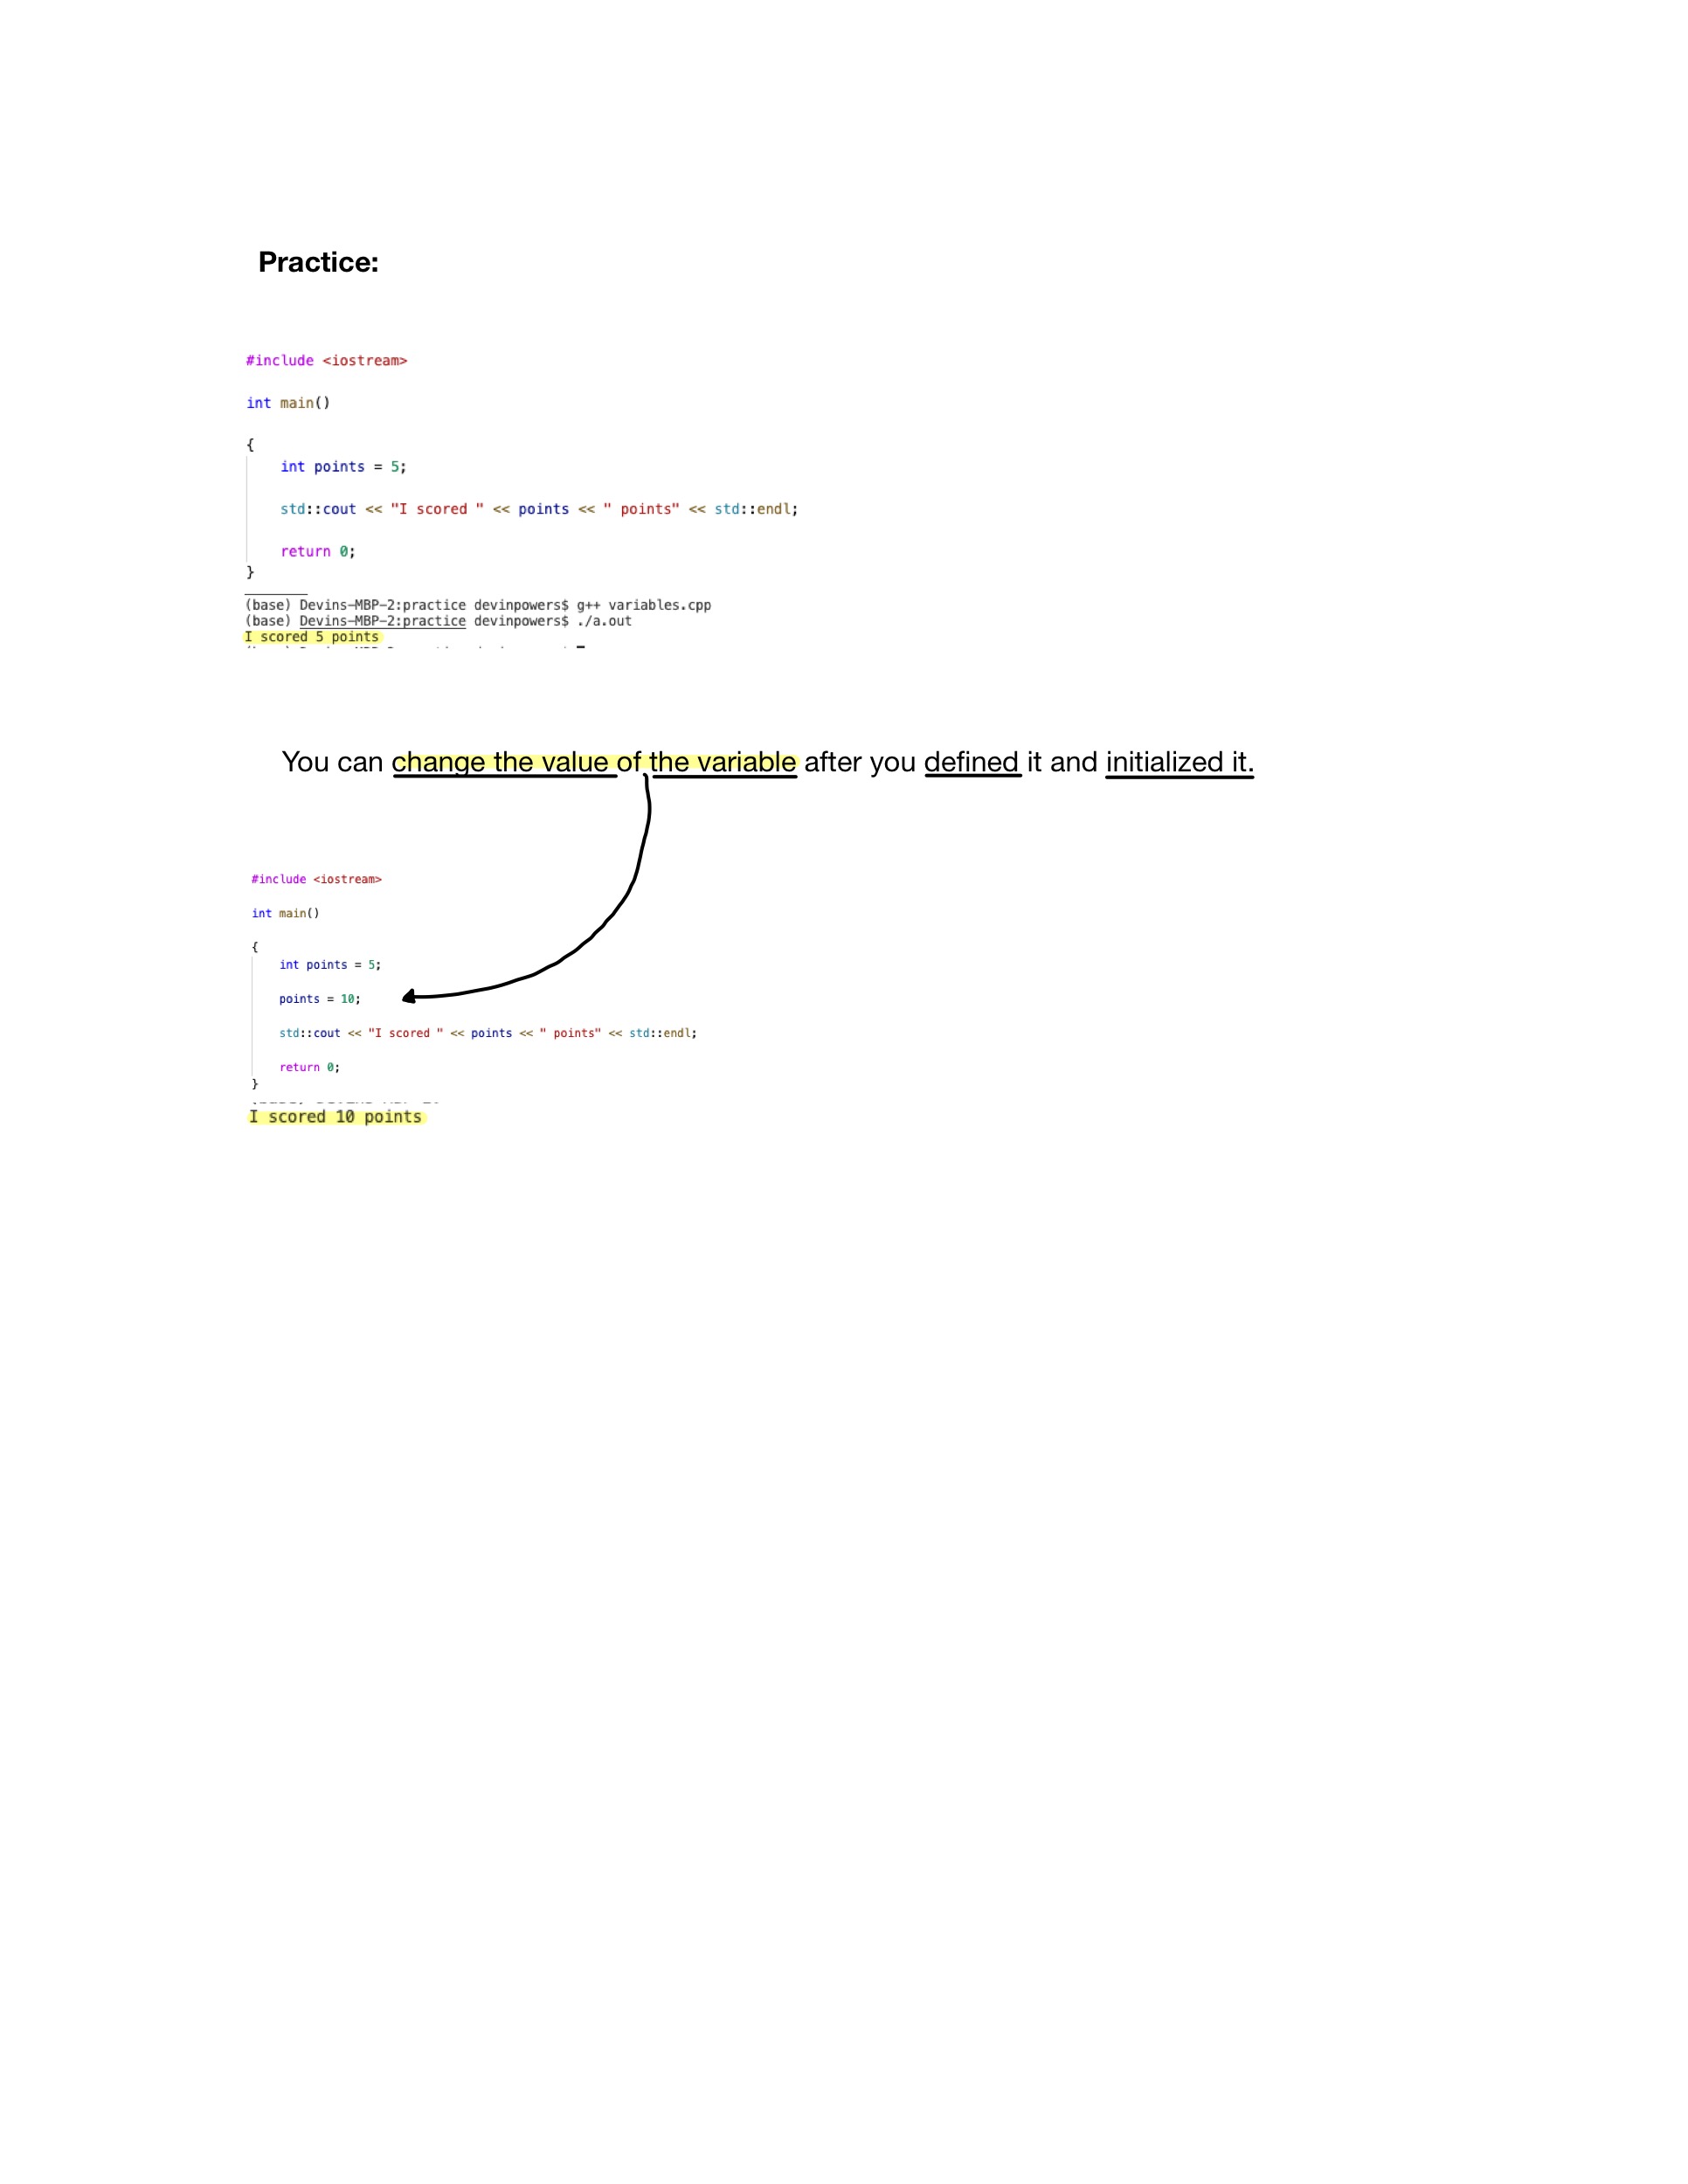 Practice:
#include <iostream>
int main()
{
int points = 5;
std::cout << "I scored " << points << " points" << std::endl;
return 0;
}
(base) Devins-MBP-2:practice devinpowers$ g++ variables.cpp
(base) Devins-MBP-2:practice devinpowers$ ./a.out
I scored 5 points
You can change the value of the variable after you defined it and initialized it.
#include <iostream>
int main()
{
int points = 5;
points = 10;
std::cout << "I scored " << points << " points" << std::endl;
return 0;
}
I scored 10 points